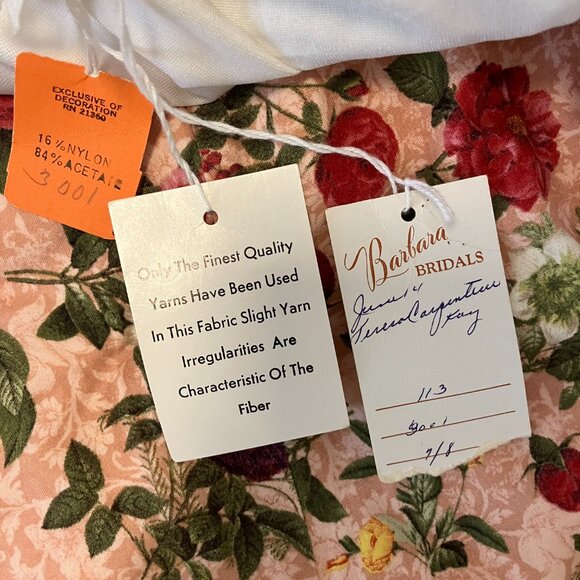 EXCLUSIVE OF
DECORATION
RN 21360
16%NYLON
84%ACETATE
3001
Only The Finest Quality
Yarns Have Been Used
In This Fabric Slight Yarn
Irregularities Are
Characteristic Of The
Fiber
Barbara
BRIDALS
June 14
Teresa Carpenter
Kay
113
3001
7/8